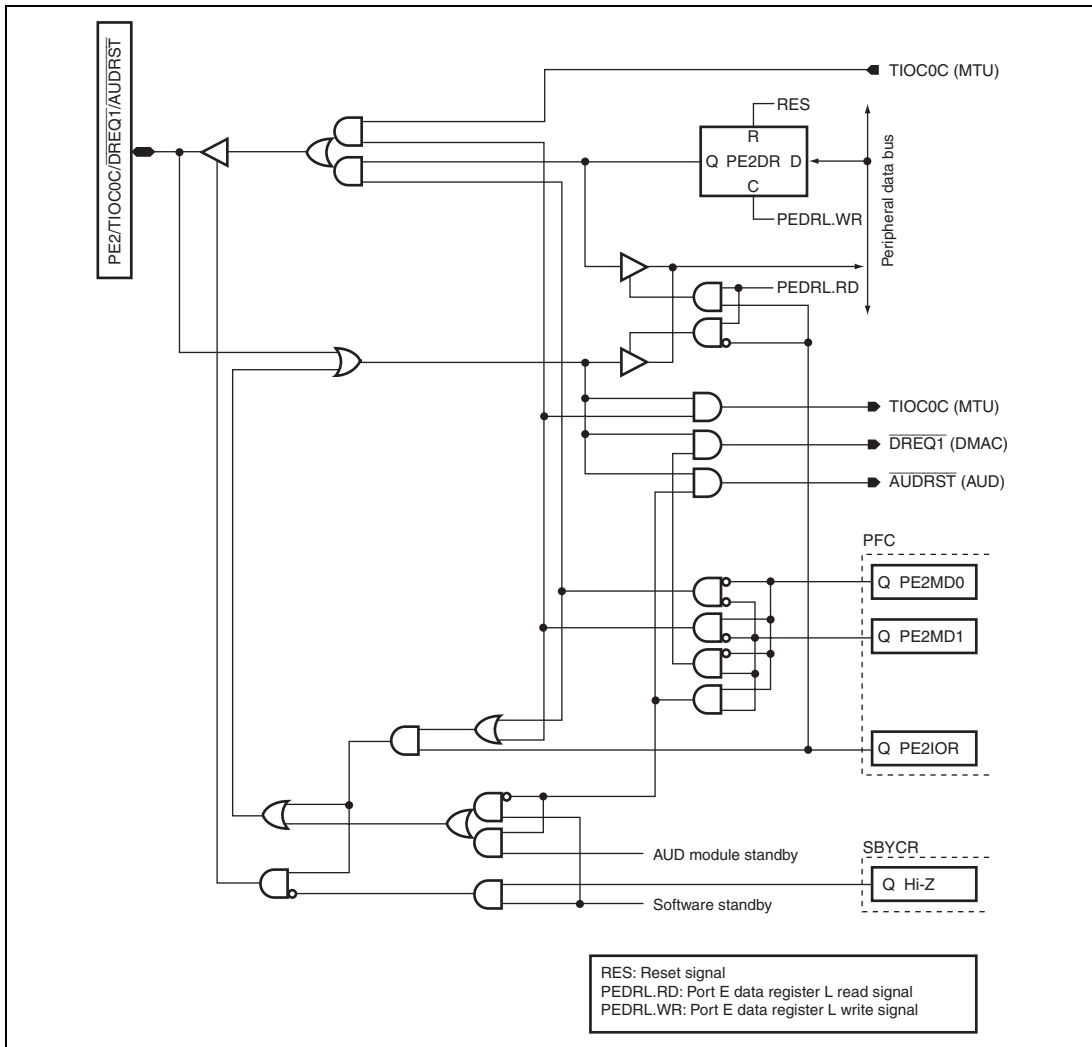 PE2/TIOC0C/DREQ1/AUDRST
TIOC0C (MTU)
RES
R
Q PE2DR D
C
PEDRL.WR
Peripheral data bus
PEDRL.RD
TIOC0C (MTU)
DREQ1 (DMAC)
AUDRST (AUD)
PFC
Q PE2MD0
Q PE2MD1
Q PE2IOR
AUD module standby
SBYCR
Q Hi-Z
Software standby
RES: Reset signal
PEDRL.RD: Port E data register L read signal
PEDRL.WR: Port E data register L write signal